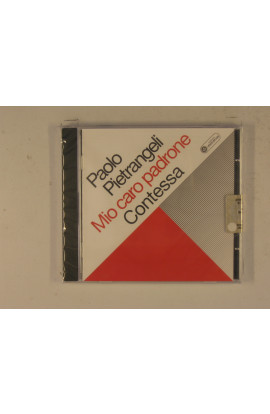 Paolo
Pietrangeli
Mio caro padrone
Contessa